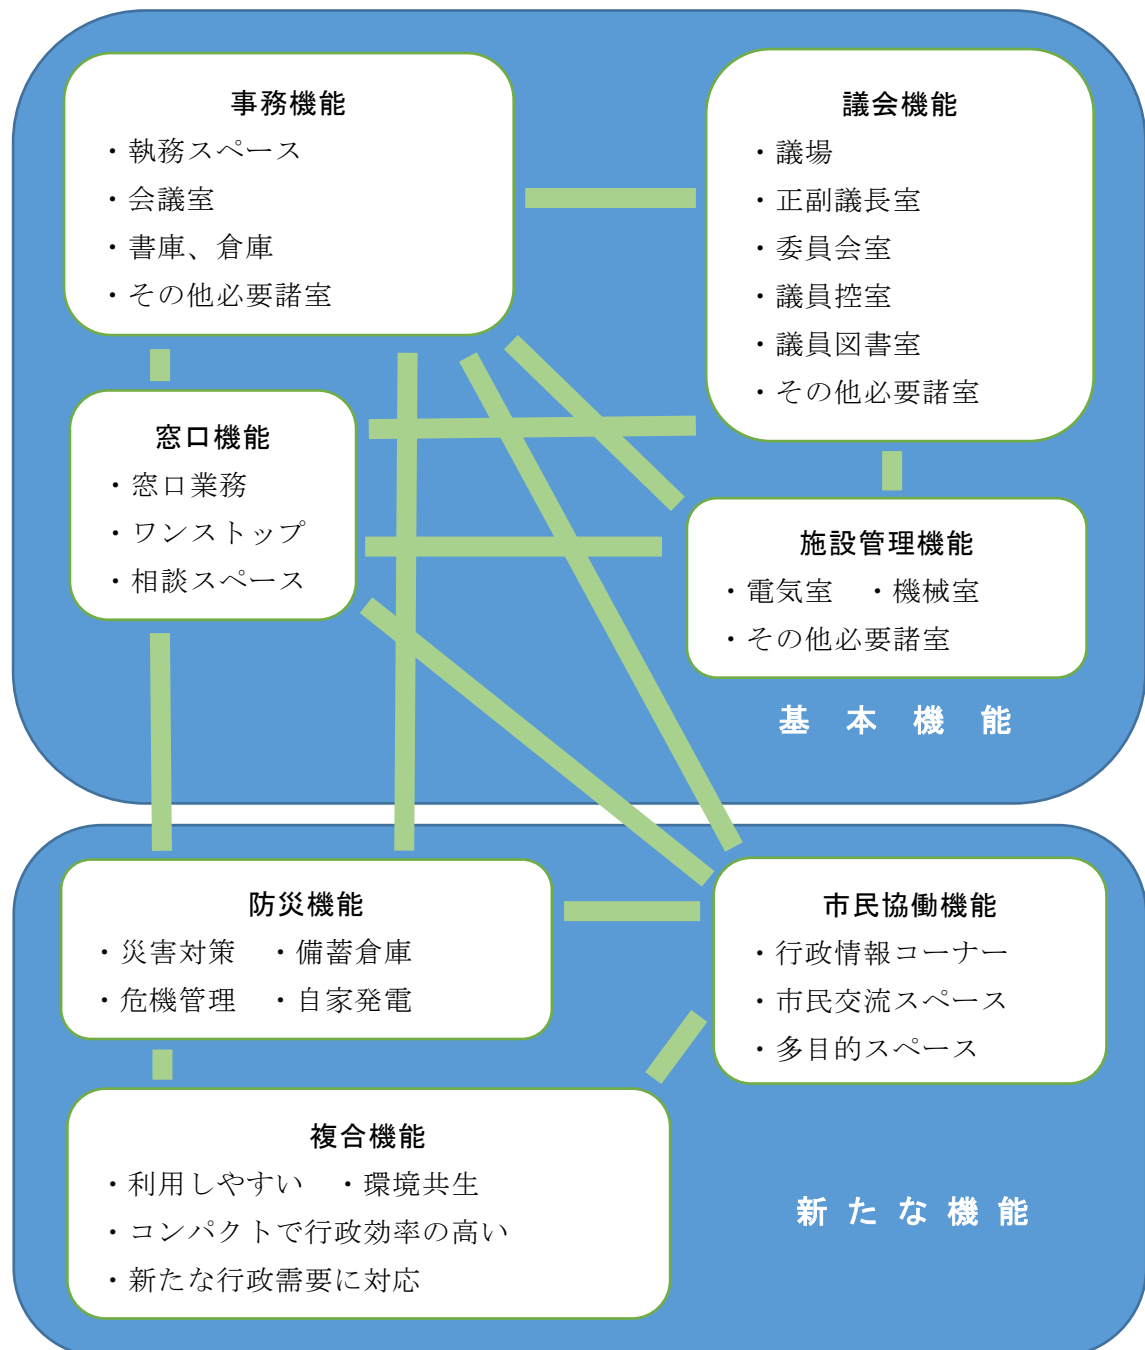 事務機能
・執務スペース
・会議室
・書庫、倉庫
・その他必要諸室
議会機能
・議場
・正副議長室
・委員会室
・議員控室
・議員図書室
・その他必要諸室
窓口機能
・窓口業務
・ワンストップ
・相談スペース
施設管理機能
・電気室　・機械室
・その他必要諸室
基本機能
防災機能
・災害対策　・備蓄倉庫
・危機管理　・自家発電
市民協働機能
・行政情報コーナー
・市民交流スペース
・多目的スペース
複合機能
・利用しやすい　・環境共生
・コンパクトで行政効率の高い
・新たな行政需要に対応
新たな機能